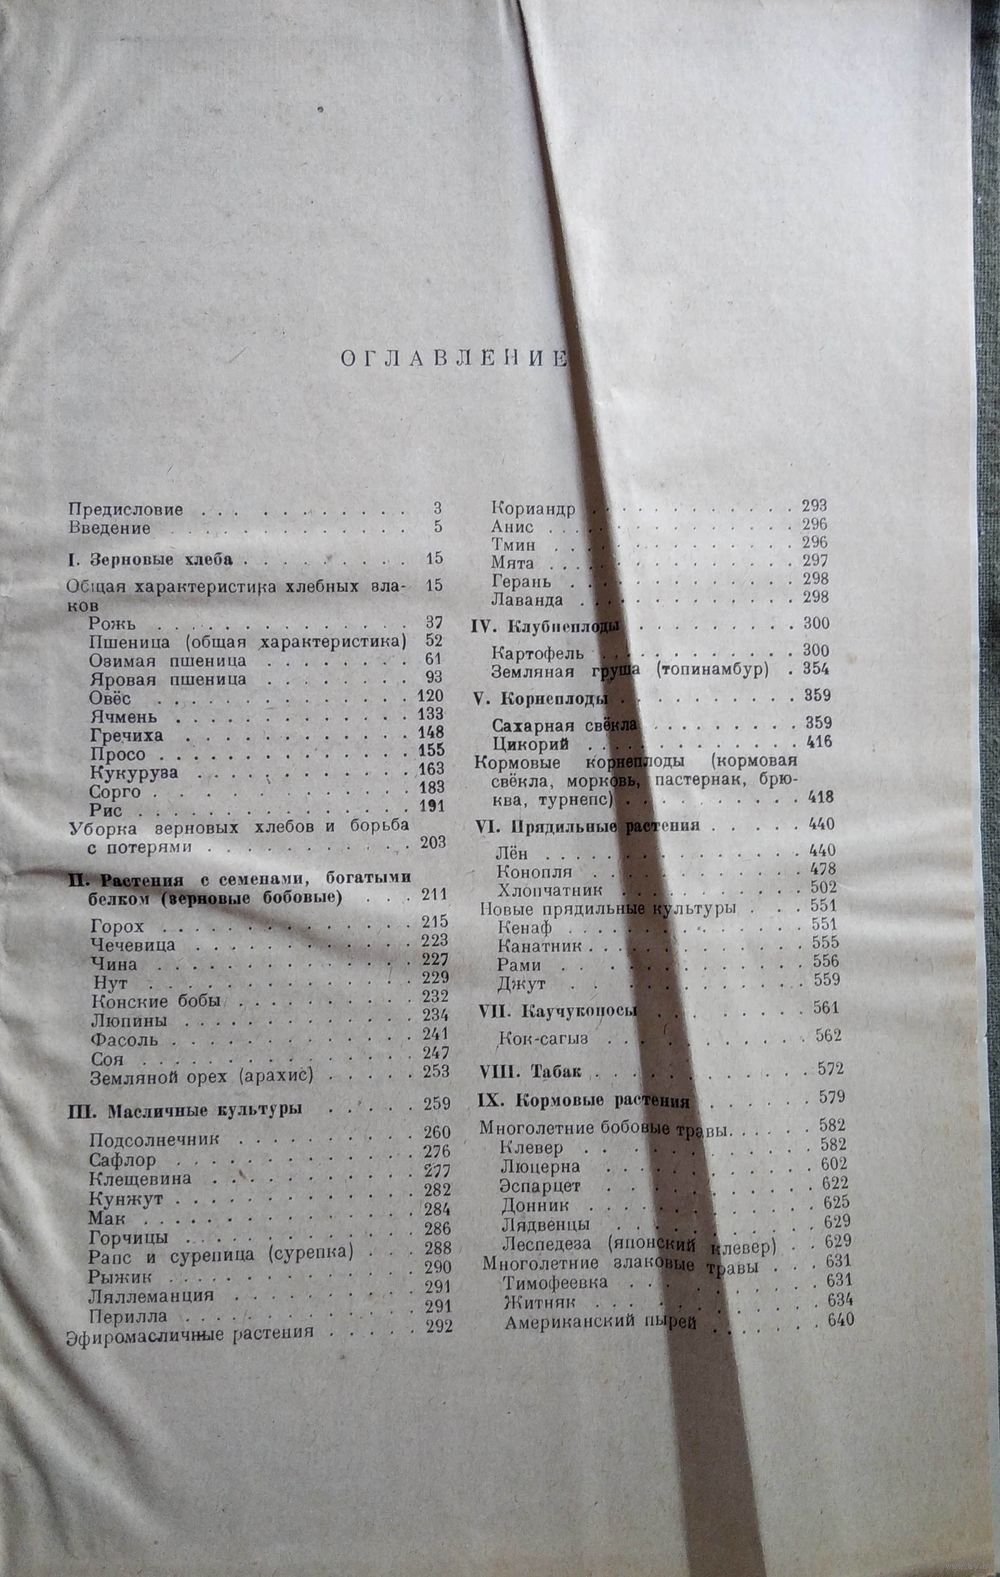 ОГЛАВЛЕНИЕ
Предисловие . . . . . . . . . . . 3
Введение . . . . . . . . . . . 5
I. Зерновые хлеба . . . . . . . . . 15
Общая характеристика хлебных зла- 15
ков
Рожь . . . . . . . . . . . 37
Пшеница (общая характеристика) 52
Озимая пшеница . . . . . . . . 61
Яровая пшеница . . . . . . . . 93
Овёс . . . . . . . . . . . 120
Ячмень . . . . . . . . . . . 133
Гречиха . . . . . . . . . . . 148
Просо . . . . . . . . . . . 155
Кукуруза . . . . . . . . . . . 163
Сорго . . . . . . . . . . . 183
Рис . . . . . . . . . . . 191
Уборка зерновых хлебов и борьба
с потерями . . . . . . . . . . . 203
II. Растения с семенами, богатыми
белком (зерновые бобовые) . . . 211
Горох . . . . . . . . . . . 215
Чечевица . . . . . . . . . . . 223
Чина . . . . . . . . . . . 227
Нут . . . . . . . . . . . 229
Конские бобы . . . . . . . . . 232
Люпины . . . . . . . . . . . 234
Фасоль . . . . . . . . . . . 241
Соя . . . . . . . . . . . 247
Земляной орех (арахис) . . . . . 253
III. Масличные культуры . . . . . 259
Подсолнечник . . . . . . . . . 260
Сафлор . . . . . . . . . . . 276
Клещевина . . . . . . . . . . 277
Кунжут . . . . . . . . . . . 282
Мак . . . . . . . . . . . 284
Горчицы . . . . . . . . . . . 286
Рапс и сурепица (сурепка) . . . 288
Рыжик . . . . . . . . . . . 290
Ляллеманция . . . . . . . . . 291
Перилла . . . . . . . . . . . 291
Эфиромасличные растения . . . . . 292
Кориандр . . . . . . . . . . . 293
Анис . . . . . . . . . . . 296
Тмин . . . . . . . . . . . 296
Мята . . . . . . . . . . . 297
Герань . . . . . . . . . . . 298
Лаванда . . . . . . . . . . . 298
IV. Клубнеплоды . . . . . . . . . 300
Картофель . . . . . . . . . . . 300
Земляная груша (топинамбур) . 354
V. Корнеплоды . . . . . . . . . . 359
Сахарная свёкла . . . . . . . . . 359
Цикорий . . . . . . . . . . . 416
Кормовые корнеплоды (кормовая
свёкла, морковь, пастернак, брю-
ква, турнепс) . . . . . . . . . . 418
VI. Прядильные растения . . . . . 440
Лён . . . . . . . . . . . 440
Конопля . . . . . . . . . . . 478
Хлопчатник . . . . . . . . . . 502
Новые прядильные культуры . . . 551
Кенаф . . . . . . . . . . . 551
Канатник . . . . . . . . . . . 555
Рами . . . . . . . . . . . 556
Джут . . . . . . . . . . . 559
VII. Каучуконосы . . . . . . . . 561
Кок-сагыз . . . . . . . . . . . 562
VIII. Табак . . . . . . . . . . . 572
IX. Кормовые растения . . . . . . 579
Многолетние бобовые травы . . . . . 582
Клевер . . . . . . . . . . . 582
Люцерна . . . . . . . . . . . 602
Эспарцет . . . . . . . . . . . 622
Донник . . . . . . . . . . . 625
Лядвенцы . . . . . . . . . . . 629
Леспедеза (японский клевер) . . 629
Многолетние злаковые травы . . . 631
Тимофеевка . . . . . . . . . . 631
Житняк . . . . . . . . . . . 634
Американский пырей . . . . . . 640